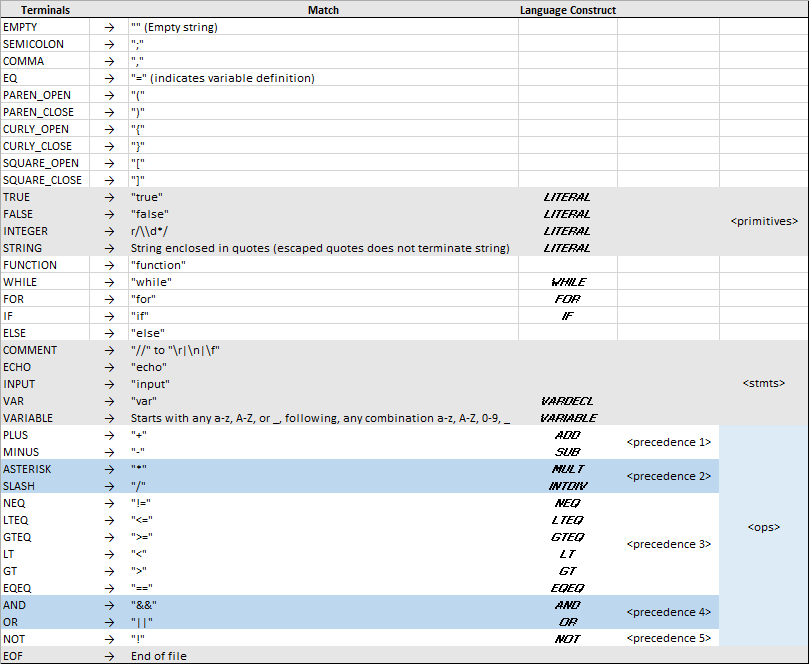 Terminals Match Language Construct
EMPTY → "" (Empty string)
SEMICOLON → ";"
COMMA → ","
EQ → "=" (indicates variable definition)
PAREN_OPEN → "("
PAREN_CLOSE → ")"
CURLY_OPEN → "{"
CURLY_CLOSE → "}"
SQUARE_OPEN → "["
SQUARE_CLOSE → "]"
TRUE → "true" LITERAL
FALSE → "false" LITERAL
<primitives>
INTEGER → r/\\d*/ LITERAL
STRING → String enclosed in quotes (escaped quotes does not terminate string) LITERAL
FUNCTION → "function"
WHILE → "while" WHILE
FOR → "for" FOR
IF → "if" IF
ELSE → "else"
COMMENT → "//" to "\r|\n|\f"
ECHO → "echo"
INPUT → "input" <stmts>
VAR → "var" VARDECL
VARIABLE → Starts with any a-z, A-Z, or _, following, any combination a-z, A-Z, 0-9, _ VARIABLE
PLUS → "+" ADD
<precedence 1>
MINUS → "-" SUB
ASTERISK → "*" MULT
<precedence 2>
SLASH → "/" INTDIV
NEQ → "!=" NEQ
LTEQ → "<=" LTEQ
<ops>
GTEQ → ">=" GTEQ
<precedence 3>
LT → "<" LT
GT → ">" GT
EQEQ → "==" EQEQ
AND → "&&" AND
<precedence 4>
OR → "||" OR
NOT → "!" NOT <precedence 5>
EOF → End of file